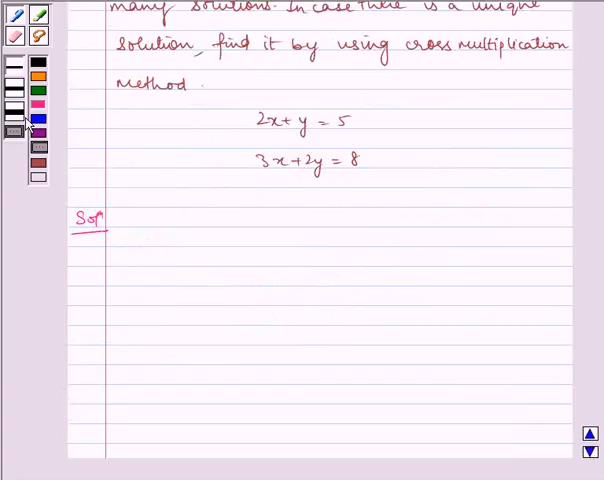 many solutions. In case there is a unique
solution, find it by using cross multiplication
method.
2x + y = 5
3x + 2y = 8
Soln